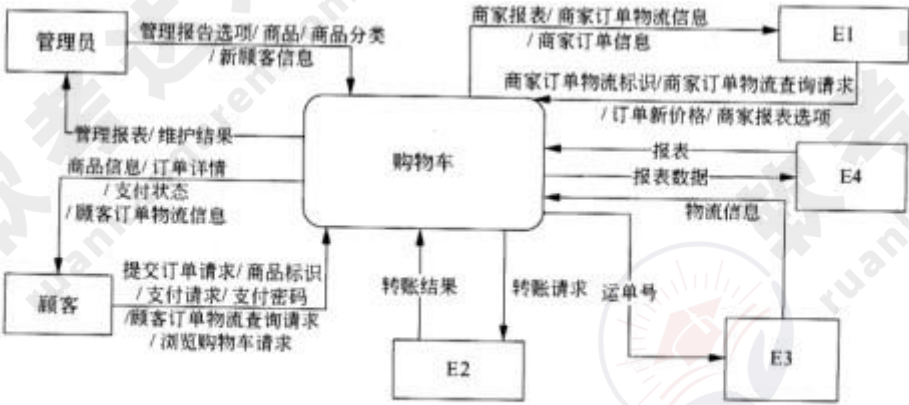 管理员
管理报告选项/ 商品/ 商品分类
/ 新顾客信息
商家报表/ 商家订单物流信息
/ 商家订单信息
E1
商家订单物流标识/商家订单物流查询请求
/ 订单新价格/ 商家报表选项
管理报表/ 维护结果
购物车
商品信息/ 订单详情
/ 支付状态
/ 顾客订单物流信息
报表
报表数据
E4
物流信息
顾客
提交订单请求/ 商品标识
/ 支付请求/ 支付密码
/顾客订单物流查询请求
/ 浏览购物车请求
转账结果
转账请求
运单号
E2
E3